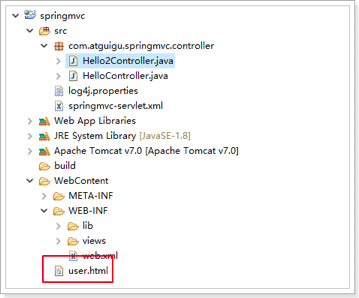 springmvc
src
com.atguigu.springmvc.controller
Hello2Controller.java
HelloController.java
log4j.properties
springmvc-servlet.xml
Web App Libraries
JRE System Library [JavaSE-1.8]
Apache Tomcat v7.0 [Apache Tomcat v7.0]
build
WebContent
META-INF
WEB-INF
lib
views
web.xml
user.html